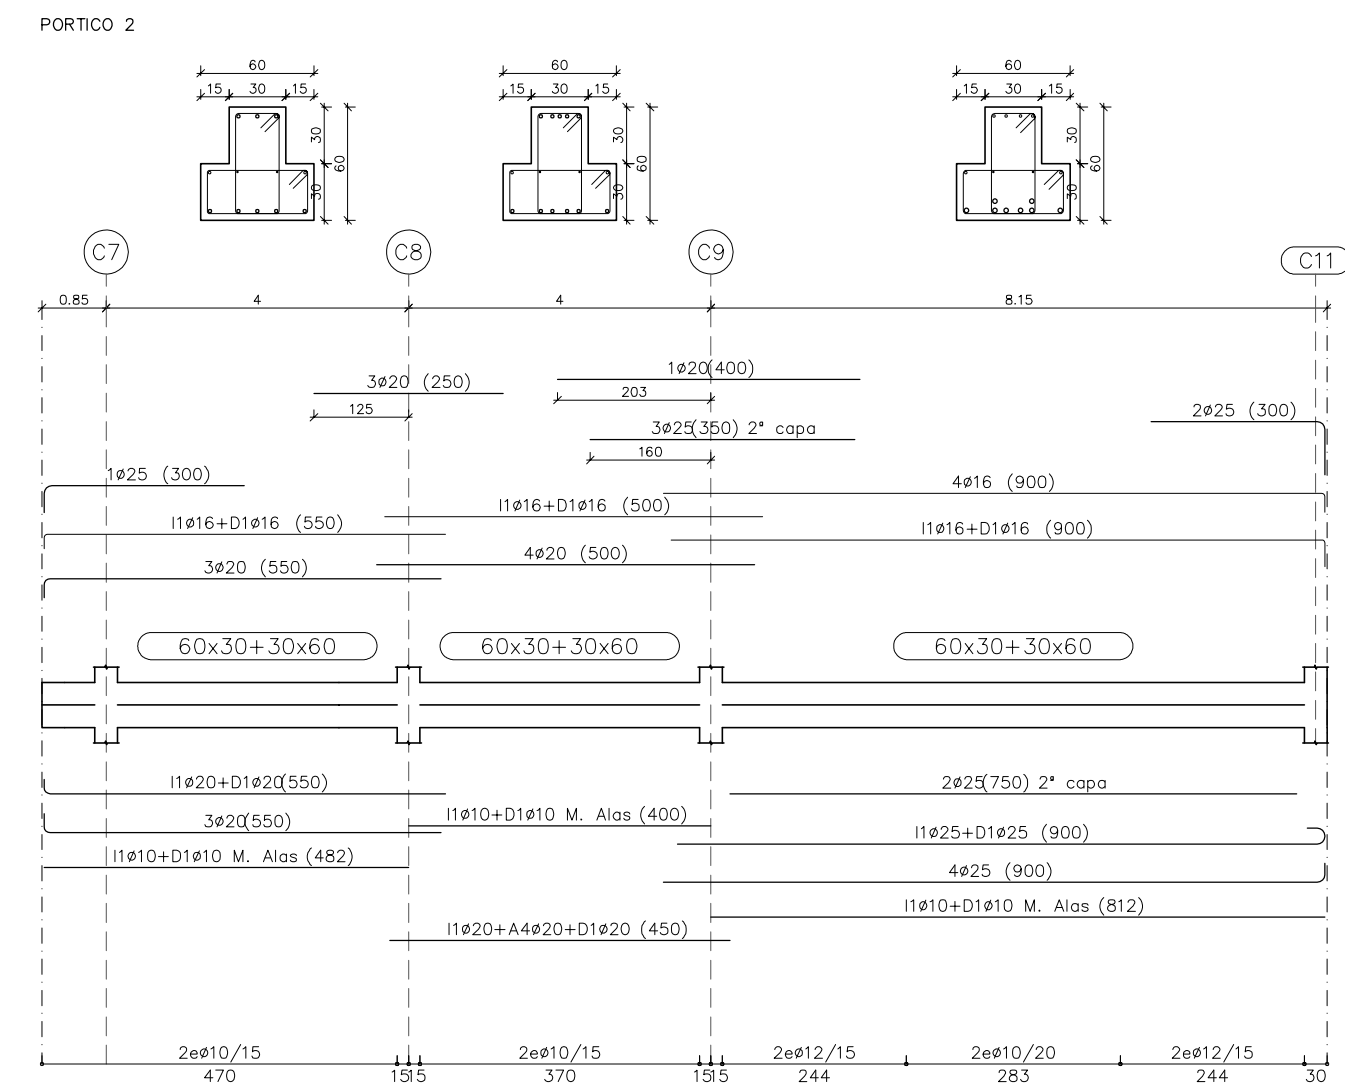 PORTICO 2
60 60 60
15 30 15 15 30 15 15 30 15
30 60 30 60 30 60
30 30 30
C7 C8 C9 C11
0.85 4 4 8.15
1ø20(400)
3ø20 (250)
203
125
2ø25 (300)
3ø25(350) 2ª capa
160
1ø25 (300)
4ø16 (900)
I1ø16+D1ø16 (500)
I1ø16+D1ø16 (550)
I1ø16+D1ø16 (900)
4ø20 (500)
3ø20 (550)
60x30+30x60 60x30+30x60 60x30+30x60
I1ø20+D1ø20(550)
2ø25(750) 2ª capa
I1ø10+D1ø10 M. Alas (400)
3ø20(550)
I1ø25+D1ø25 (900)
I1ø10+D1ø10 M. Alas (482)
4ø25 (900)
I1ø10+D1ø10 M. Alas (812)
I1ø20+A4ø20+D1ø20 (450)
2eø10/15 2eø10/15 2eø12/15 2eø10/20 2eø12/15
470 1515 370 1515 244 283 244 30